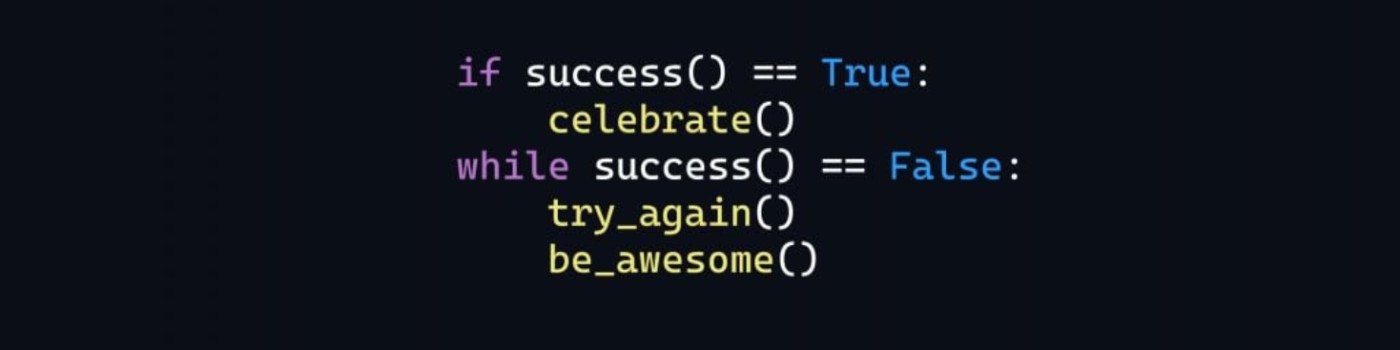 if success() == True:
    celebrate()
while success() == False:
    try_again()
    be_awesome()